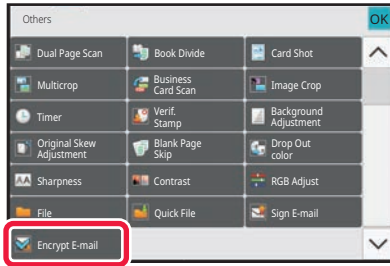 Others
OK
Dual Page Scan
Book Divide
Card Shot
Multicrop
Business
Card Scan
Image Crop
Timer
Verif.
Stamp
Background
Adjustment
Original Skew
Adjustment
Blank Page
Skip
Drop Out
color
AA
Sharpness
Contrast
RGB Adjust
File
Quick File
Sign E-mail
Encrypt E-mail